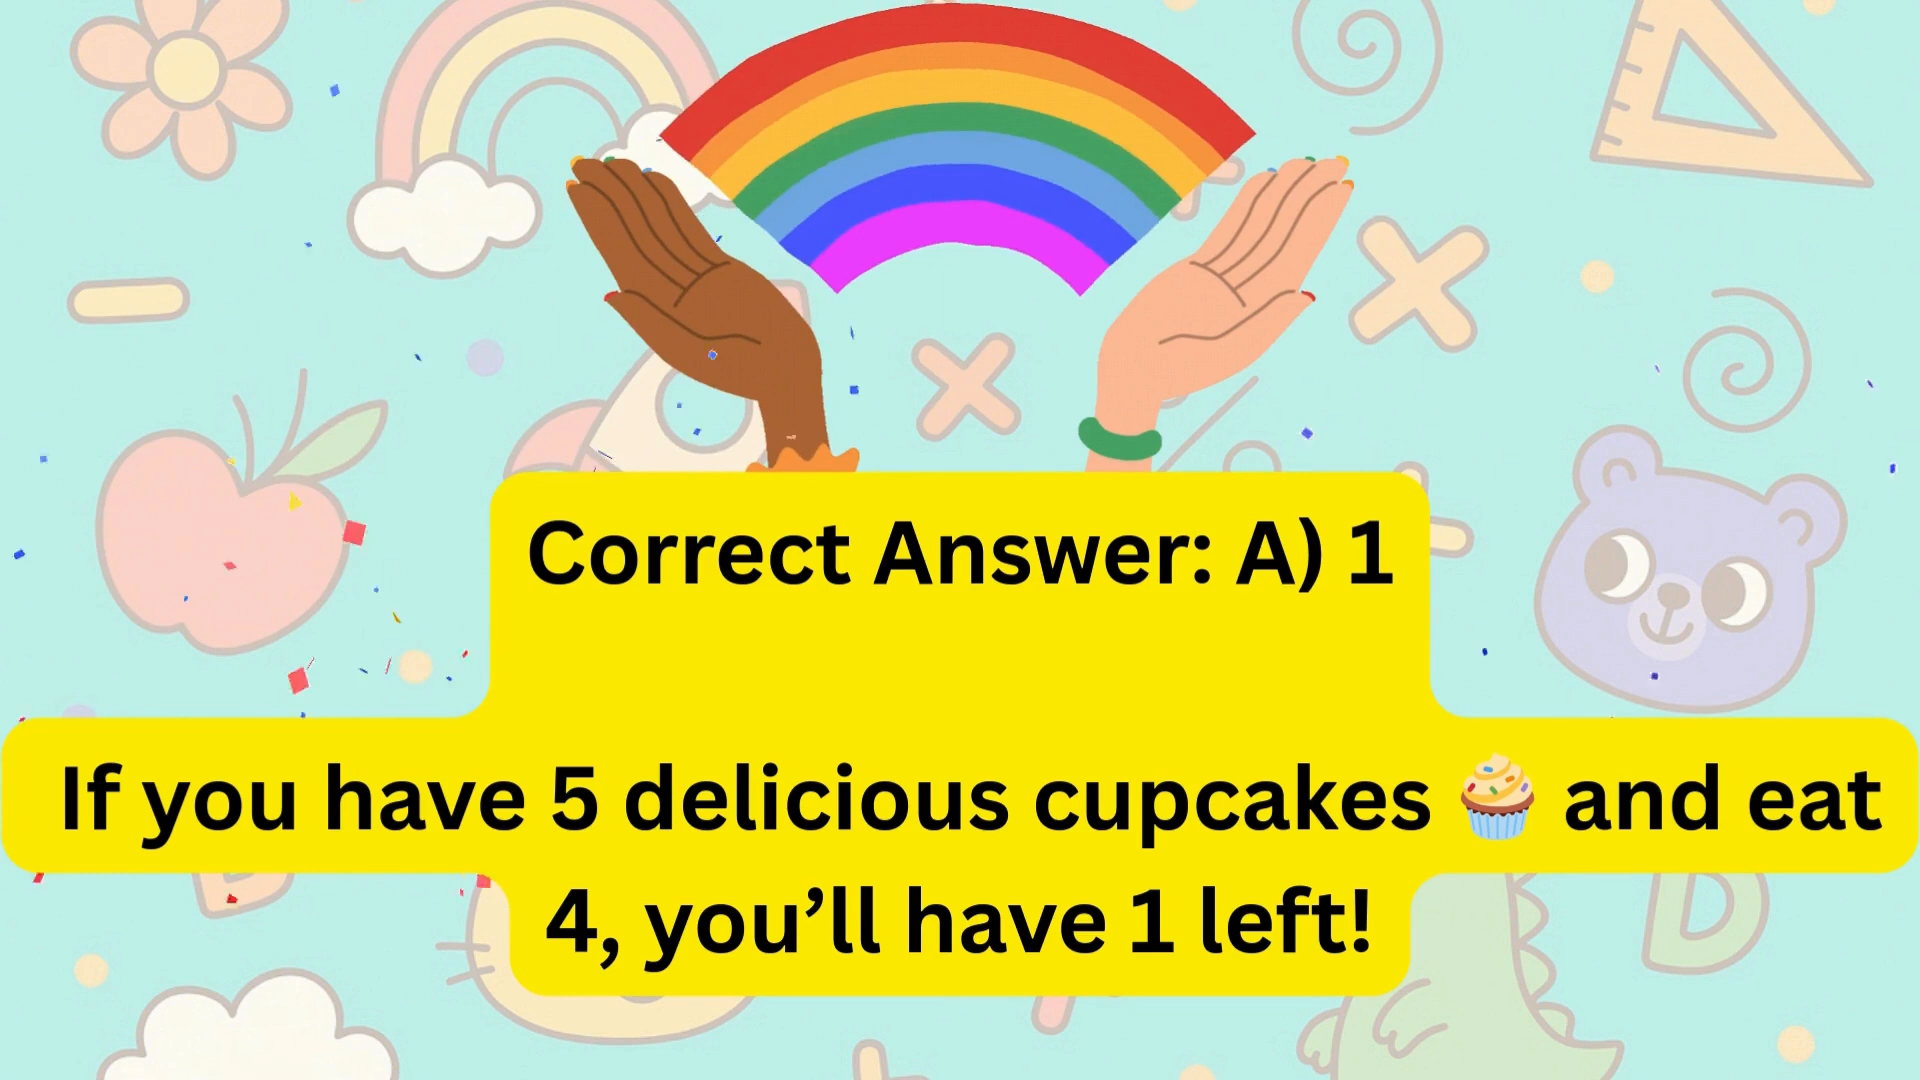 Correct Answer: A) 1
If you have 5 delicious cupcakes 🧁 and eat
4, you’ll have 1 left!
D